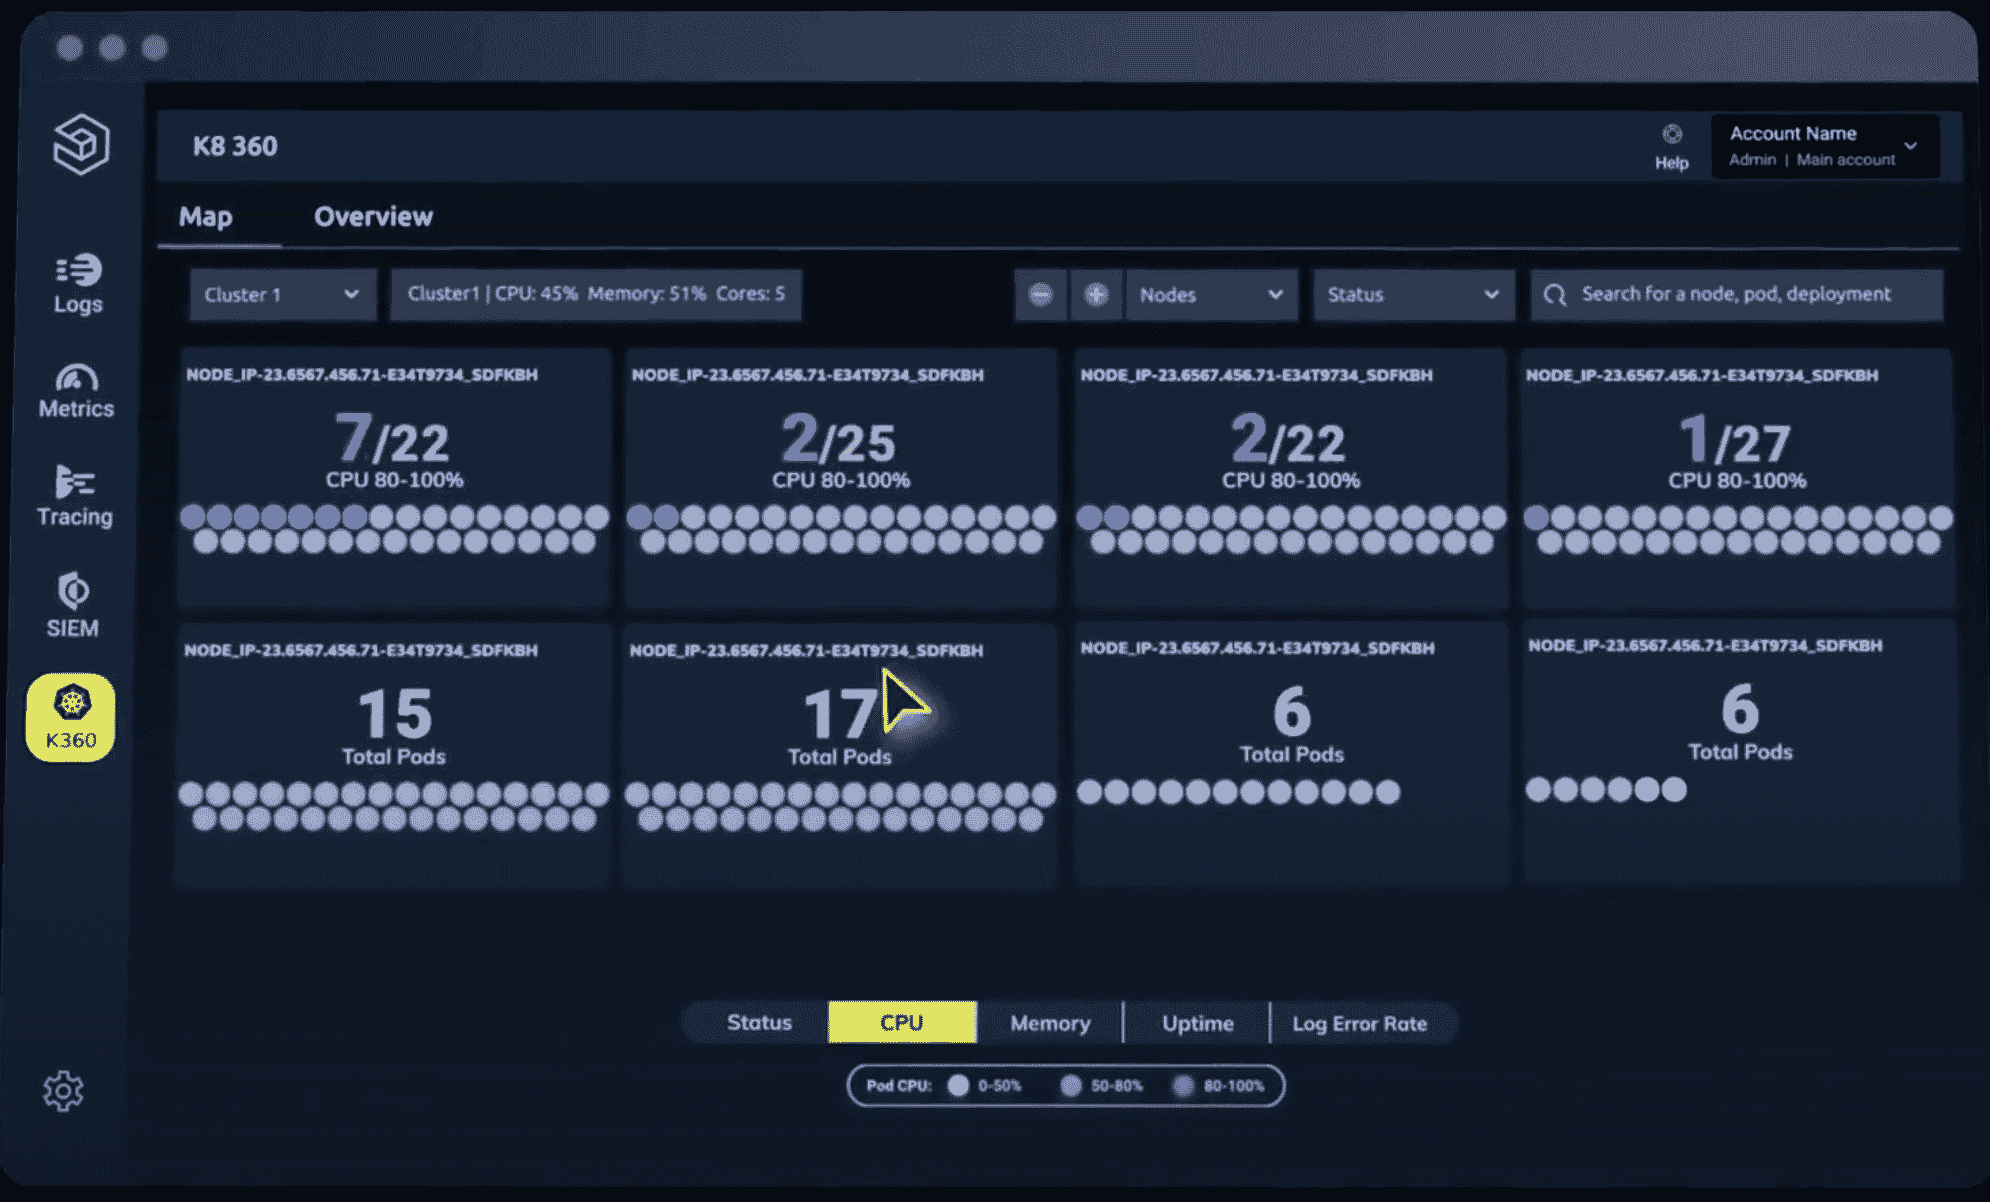 K8 360
Help
Account Name
Admin | Main account
Map
Overview
Logs
Metrics
Tracing
SIEM
K360
Cluster 1
Cluster1 | CPU: 45% Memory: 51% Cores: 5
Nodes
Status
Search for a node, pod, deployment
NODE_IP-23.6567.456.71-E34T9734_SDFKBH
7/22
CPU 80-100%
NODE_IP-23.6567.456.71-E34T9734_SDFKBH
2/25
CPU 80-100%
NODE_IP-23.6567.456.71-E34T9734_SDFKBH
2/22
CPU 80-100%
NODE_IP-23.6567.456.71-E34T9734_SDFKBH
1/27
CPU 80-100%
NODE_IP-23.6567.456.71-E34T9734_SDFKBH
15
Total Pods
NODE_IP-23.6567.456.71-E34T9734_SDFKBH
17
Total Pods
NODE_IP-23.6567.456.71-E34T9734_SDFKBH
6
Total Pods
NODE_IP-23.6567.456.71-E34T9734_SDFKBH
6
Total Pods
Status
CPU
Memory
Uptime
Log Error Rate
Pod CPU: 0-50% 50-80% 80-100%